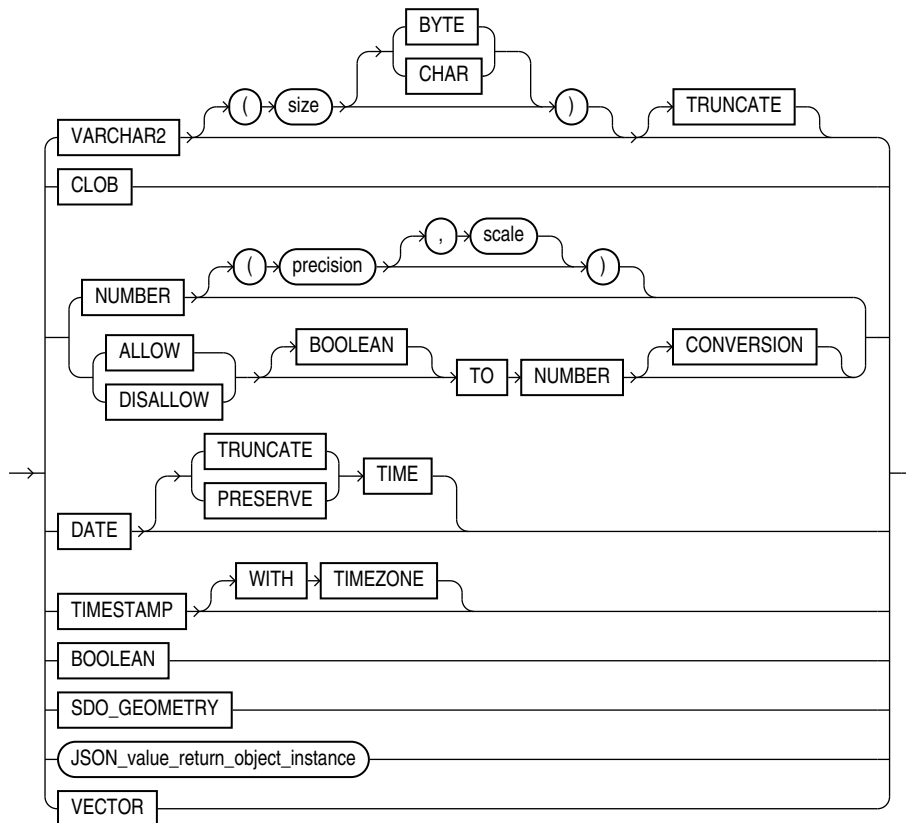 BYTE
CHAR
( size )
TRUNCATE
VARCHAR2
CLOB
, scale
( precision )
NUMBER
ALLOW
BOOLEAN CONVERSION
TO NUMBER
DISALLOW
TRUNCATE
TIME
PRESERVE
DATE
WITH TIMEZONE
TIMESTAMP
BOOLEAN
SDO_GEOMETRY
JSON_value_return_object_instance
VECTOR